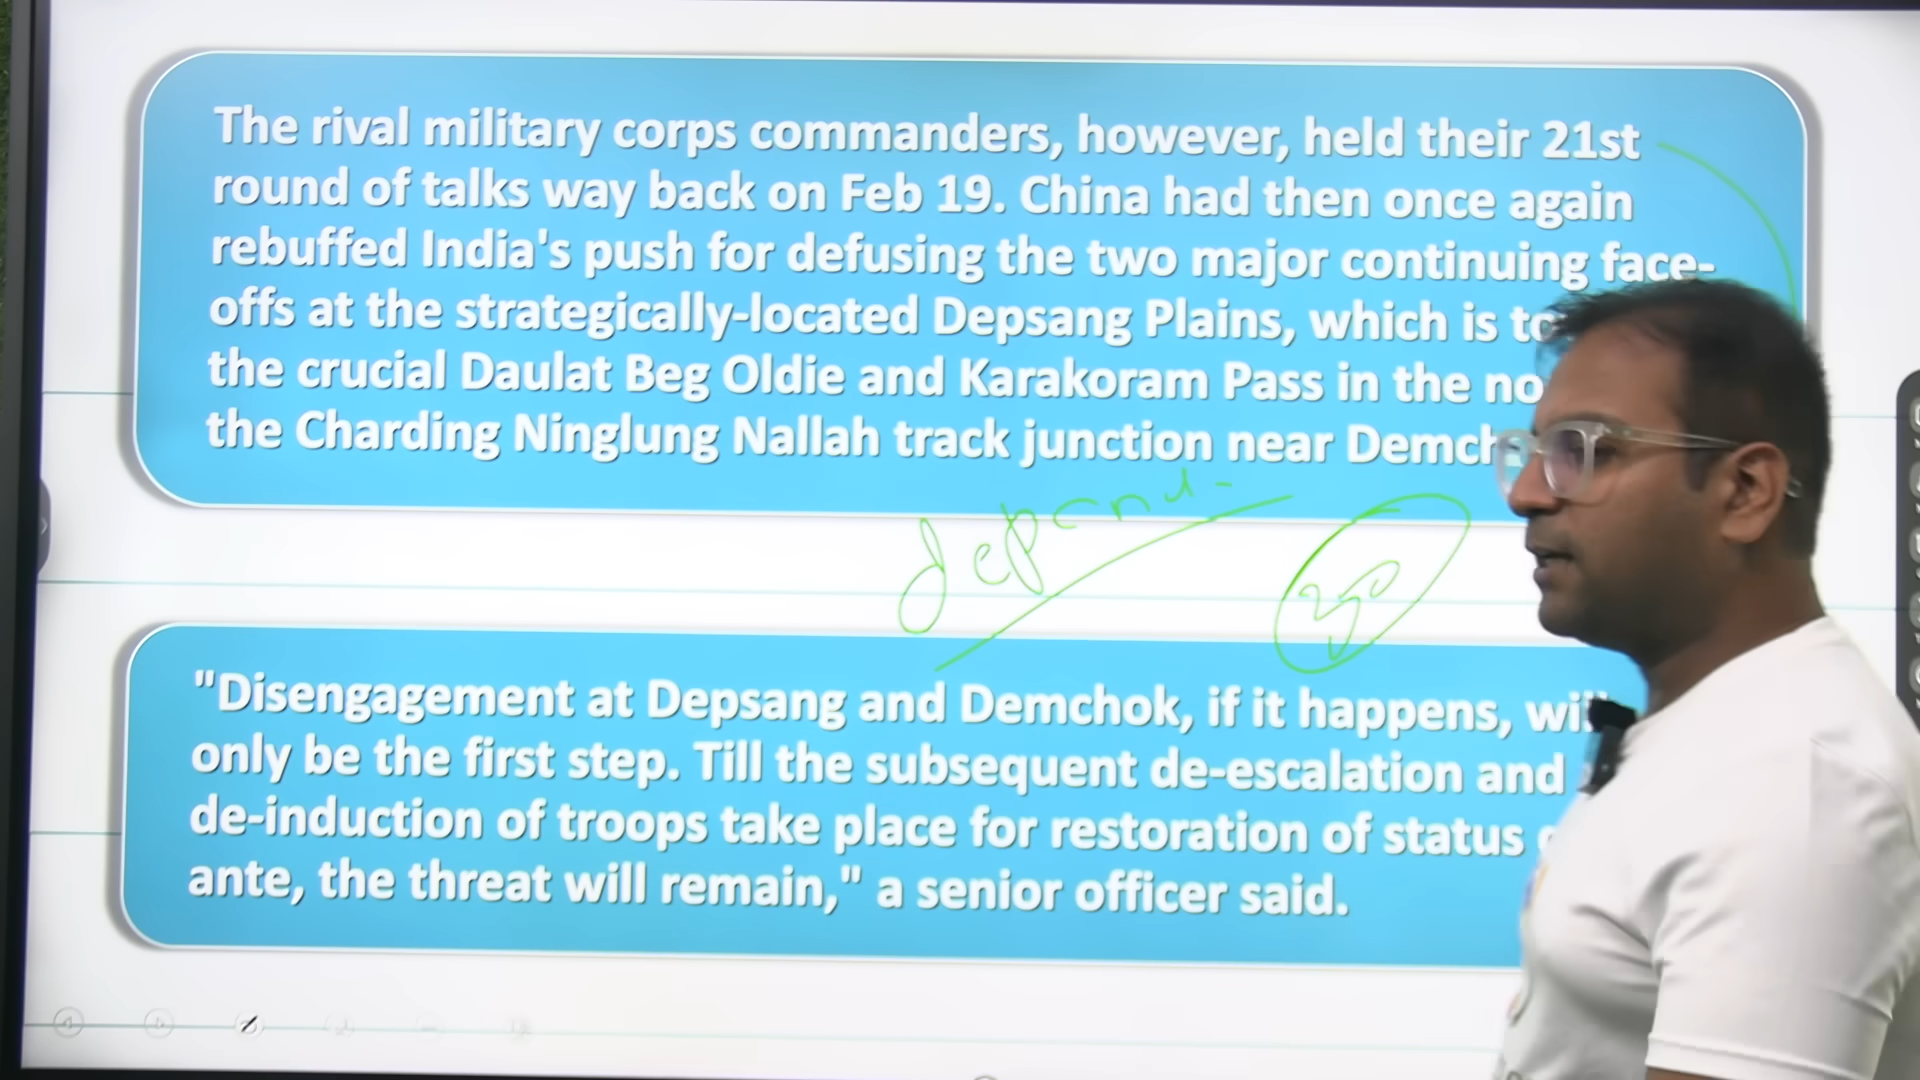 The rival military corps commanders, however, held their 21st
round of talks way back on Feb 19. China had then once again
rebuffed India's push for defusing the two major continuing face-
offs at the strategically-located Depsang Plains, which is
the crucial Daulat Beg Oldie and Karakoram Pass in the
the Charding Ninglung Nallah track junction near
"Disengagement at Depsang and Demchok, if it happens,
only be the first step. Till the subsequent de-escalation and
de-induction of troops take place for restoration of status
ante, the threat will remain," a senior officer said.